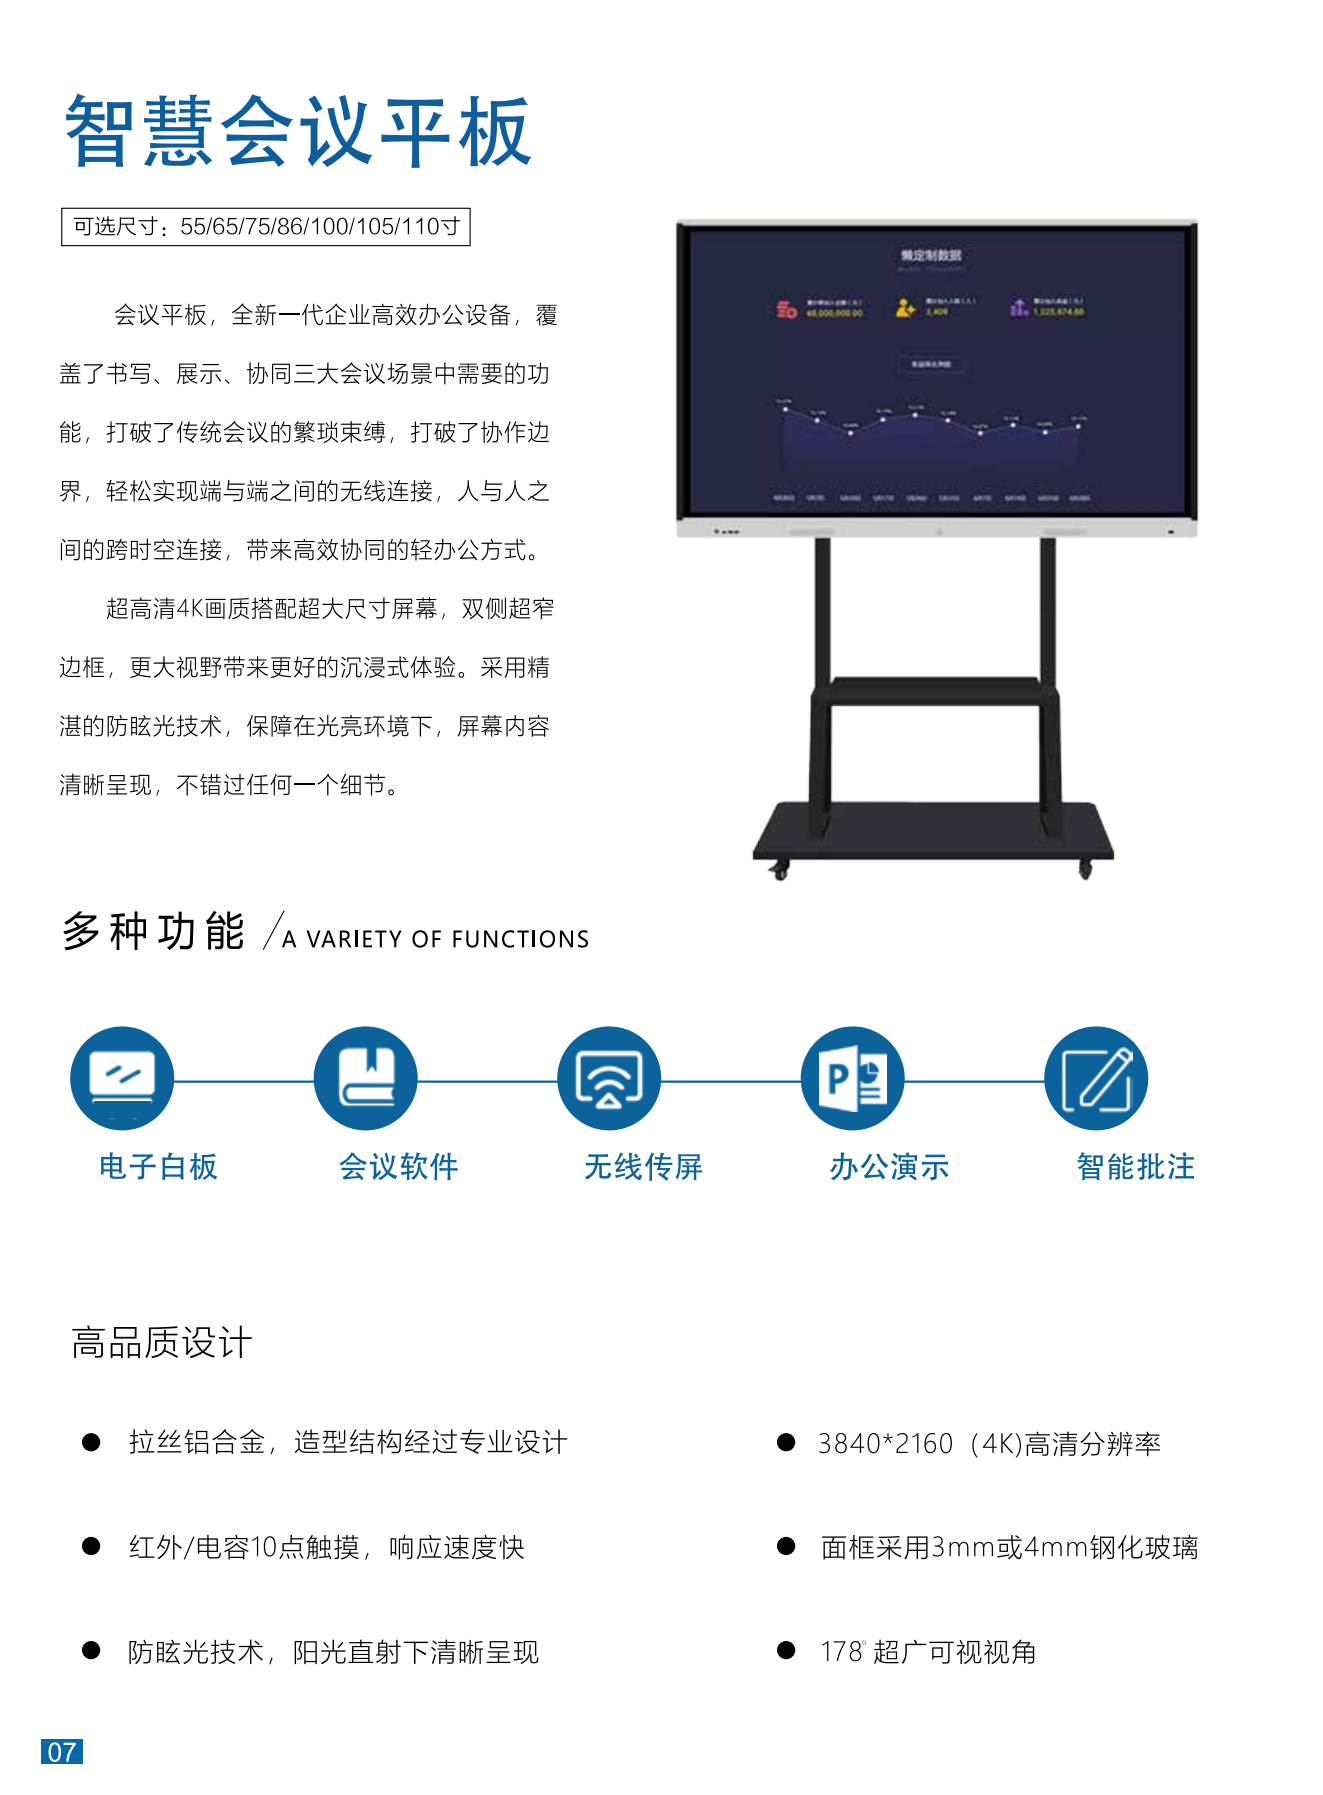 智慧会议平板
可选尺寸：55/65/75/86/100/105/110寸
会议平板，全新一代企业高效办公设备，覆
盖了书写、展示、协同三大会议场景中需要的功
能，打破了传统会议的繁琐束缚，打破了协作边
界，轻松实现端与端之间的无线连接，人与人之
间的跨时空连接，带来高效协同的轻办公方式。
超高清4K画质搭配超大尺寸屏幕，双侧超窄
边框，更大视野带来更好的沉浸式体验。采用精
湛的防眩光技术，保障在光亮环境下，屏幕内容
清晰呈现，不错过任何一个细节。
懒定制数据
68,000,000.00
3,409
1,323,674.66
多种功能 / A VARIETY OF FUNCTIONS
P
电子白板
会议软件
无线传屏
办公演示
智能批注
高品质设计
● 拉丝铝合金，造型结构经过专业设计
● 3840*2160（4K)高清分辨率
● 红外/电容10点触摸，响应速度快
● 面框采用3mm或4mm钢化玻璃
● 防眩光技术，阳光直射下清晰呈现
● 178°超广可视视角
07